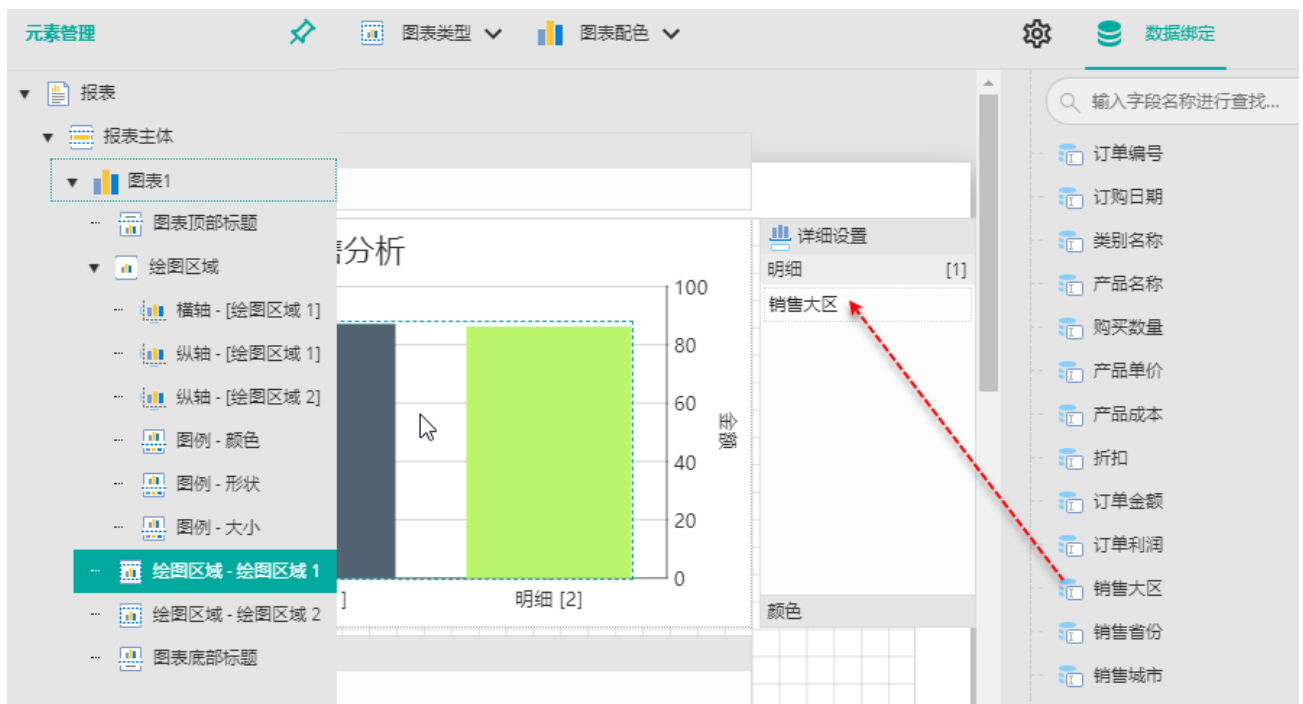 元素管理
图表类型
图表配色
数据绑定
报表
报表主体
图表1
图表顶部标题
绘图区域
横轴 - [绘图区域 1]
纵轴 - [绘图区域 1]
纵轴 - [绘图区域 2]
图例 - 颜色
图例 - 形状
图例 - 大小
绘图区域 - 绘图区域 1
绘图区域 - 绘图区域 2
图表底部标题
分析
100
80
60
40
20
0
金额
]
明细 [2]
详细设置
明细 [1]
销售大区
颜色
输入字段名称进行查找...
订单编号
订购日期
类别名称
产品名称
购买数量
产品单价
产品成本
折扣
订单金额
订单利润
销售大区
销售省份
销售城市